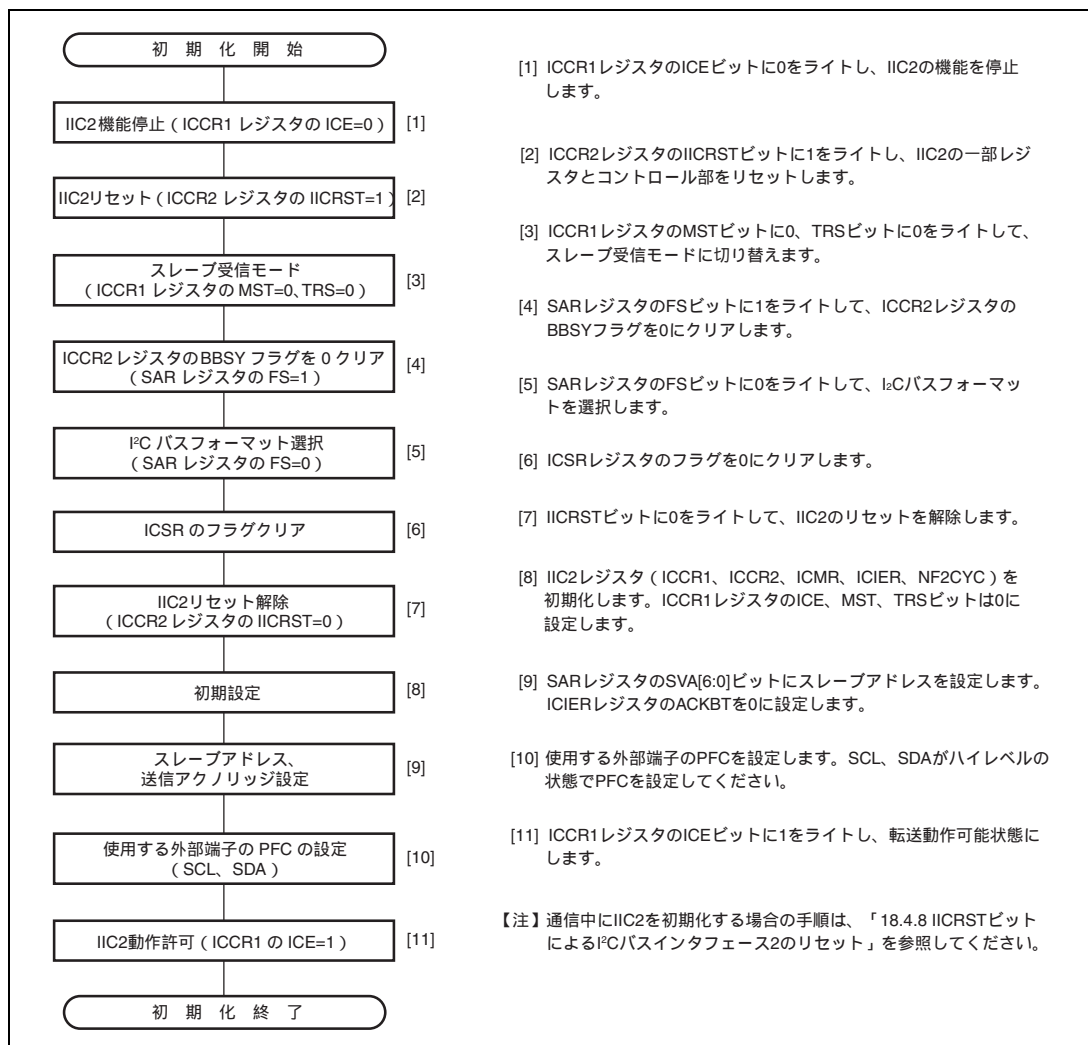 初 期 化 開 始
IIC2機能停止（ICCR1 レジスタの ICE=0） [1]
IIC2リセット（ICCR2 レジスタの IICRST=1） [2]
スレーブ受信モード
（ICCR1 レジスタの MST=0、TRS=0） [3]
ICCR2 レジスタのBBSY フラグを 0 クリア
（SAR レジスタの FS=1） [4]
I²C バスフォーマット選択
（SAR レジスタの FS=0） [5]
ICSR のフラグクリア [6]
IIC2リセット解除
（ICCR2 レジスタの IICRST=0） [7]
初期設定 [8]
スレーブアドレス、
送信アクノリッジ設定 [9]
使用する外部端子の PFC の設定
（SCL、SDA） [10]
IIC2動作許可（ICCR1 の ICE=1） [11]
初 期 化 終 了
[1] ICCR1レジスタのICEビットに0をライトし、IIC2の機能を停止
します。
[2] ICCR2レジスタのIICRSTビットに1をライトし、IIC2の一部レジ
スタとコントロール部をリセットします。
[3] ICCR1レジスタのMSTビットに0、TRSビットに0をライトして、
スレーブ受信モードに切り替えます。
[4] SARレジスタのFSビットに1をライトして、ICCR2レジスタの
BBSYフラグを0にクリアします。
[5] SARレジスタのFSビットに0をライトして、I₂Cバスフォーマッ
トを選択します。
[6] ICSRレジスタのフラグを0にクリアします。
[7] IICRSTビットに0をライトして、IIC2のリセットを解除します。
[8] IIC2レジスタ（ICCR1、ICCR2、ICMR、ICIER、NF2CYC）を
初期化します。ICCR1レジスタのICE、MST、TRSビットは0に
設定します。
[9] SARレジスタのSVA[6:0]ビットにスレーブアドレスを設定します。
ICIERレジスタのACKBTを0に設定します。
[10] 使用する外部端子のPFCを設定します。SCL、SDAがハイレベルの
状態でPFCを設定してください。
[11] ICCR1レジスタのICEビットに1をライトし、転送動作可能状態に
します。
【注】通信中にIIC2を初期化する場合の手順は、「18.4.8 IICRSTビット
によるI²Cバスインタフェース2のリセット」を参照してください。